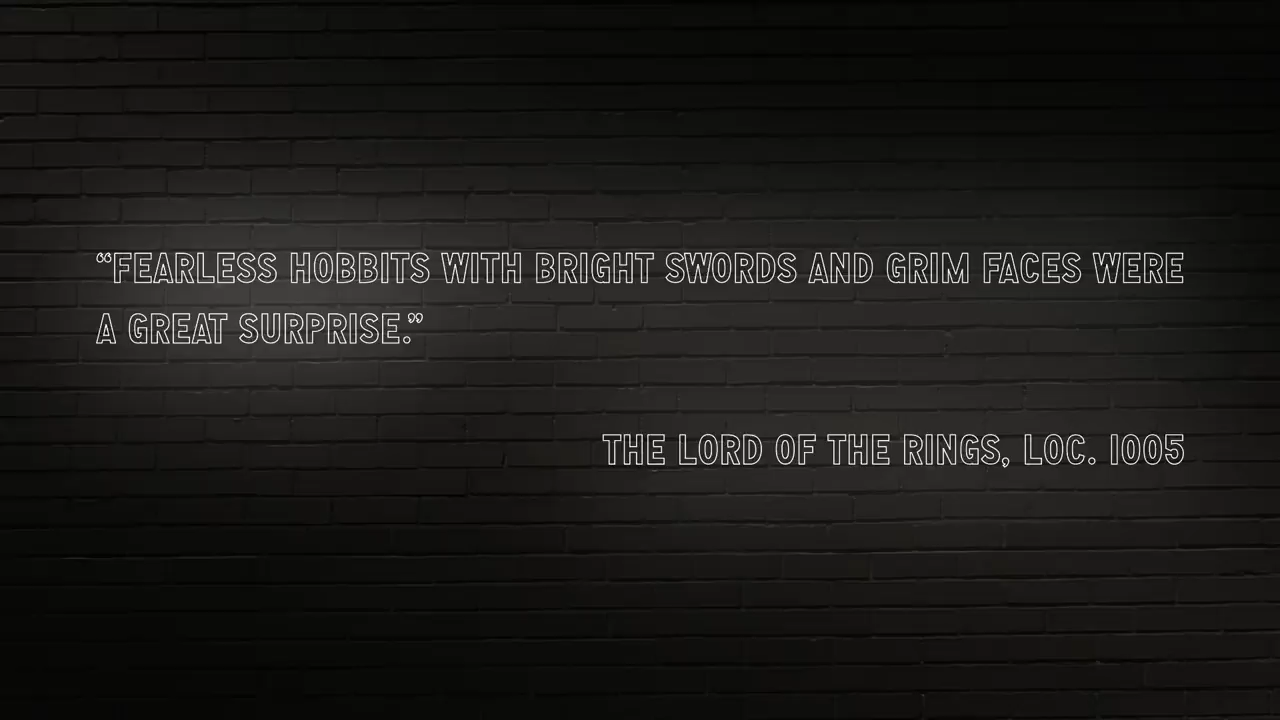 “FEARLESS HOBBITS WITH BRIGHT SWORDS AND GRIM FACES WERE
A GREAT SURPRISE.”
THE LORD OF THE RINGS, LOC. 1005